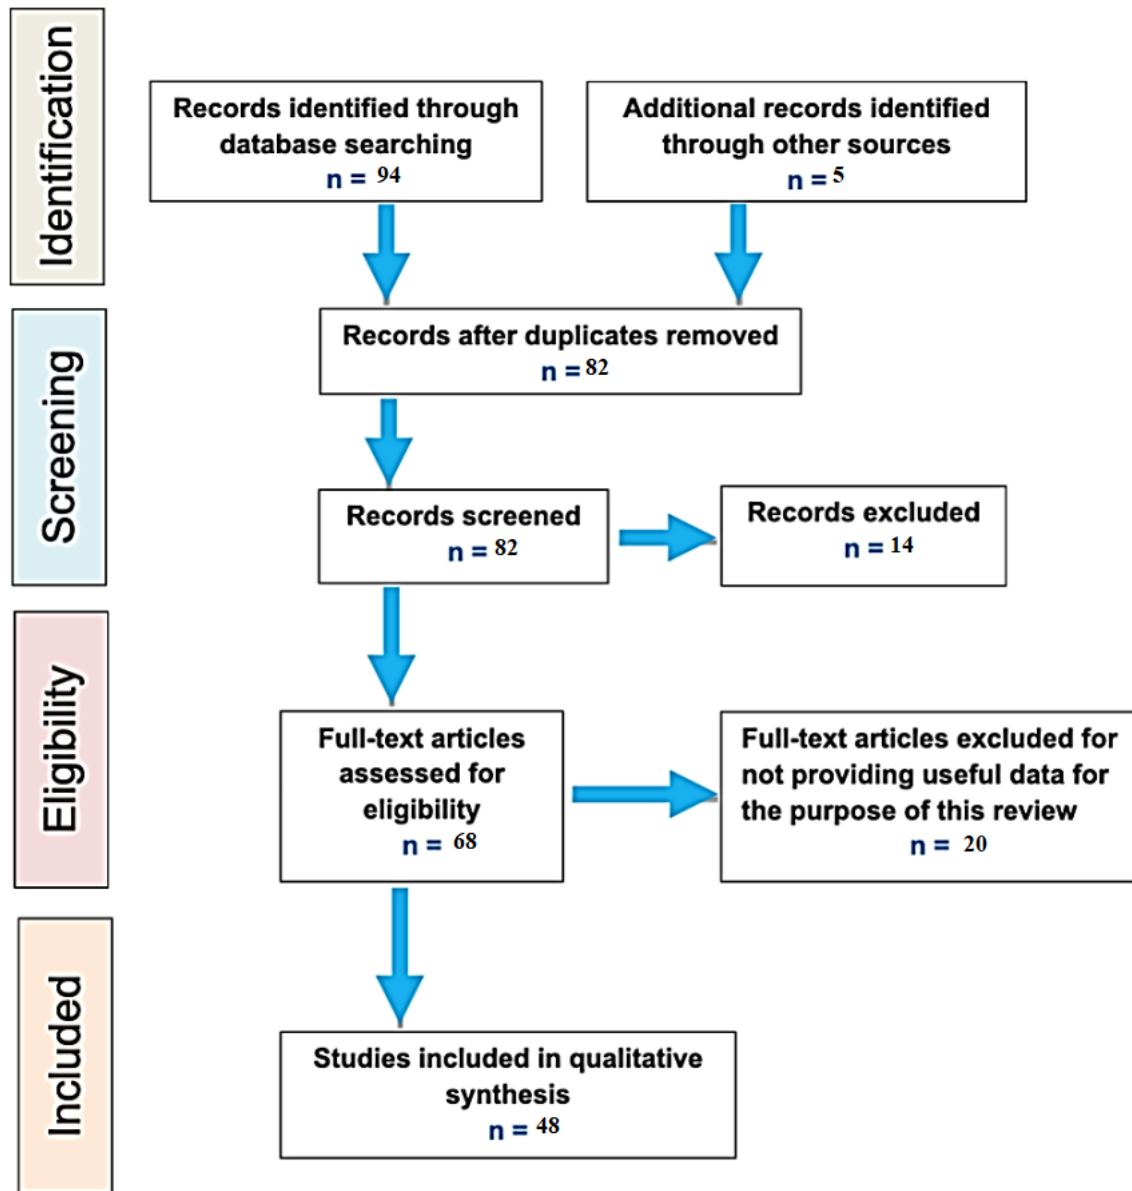 Identification
Records identified through
database searching
n = 94
Additional records identified
through other sources
n = 5
Screening
Records after duplicates removed
n = 82
Records screened
n = 82
Records excluded
n = 14
Eligibility
Full-text articles
assessed for
eligibility
n = 68
Full-text articles excluded for
not providing useful data for
the purpose of this review
n = 20
Included
Studies included in qualitative
synthesis
n = 48